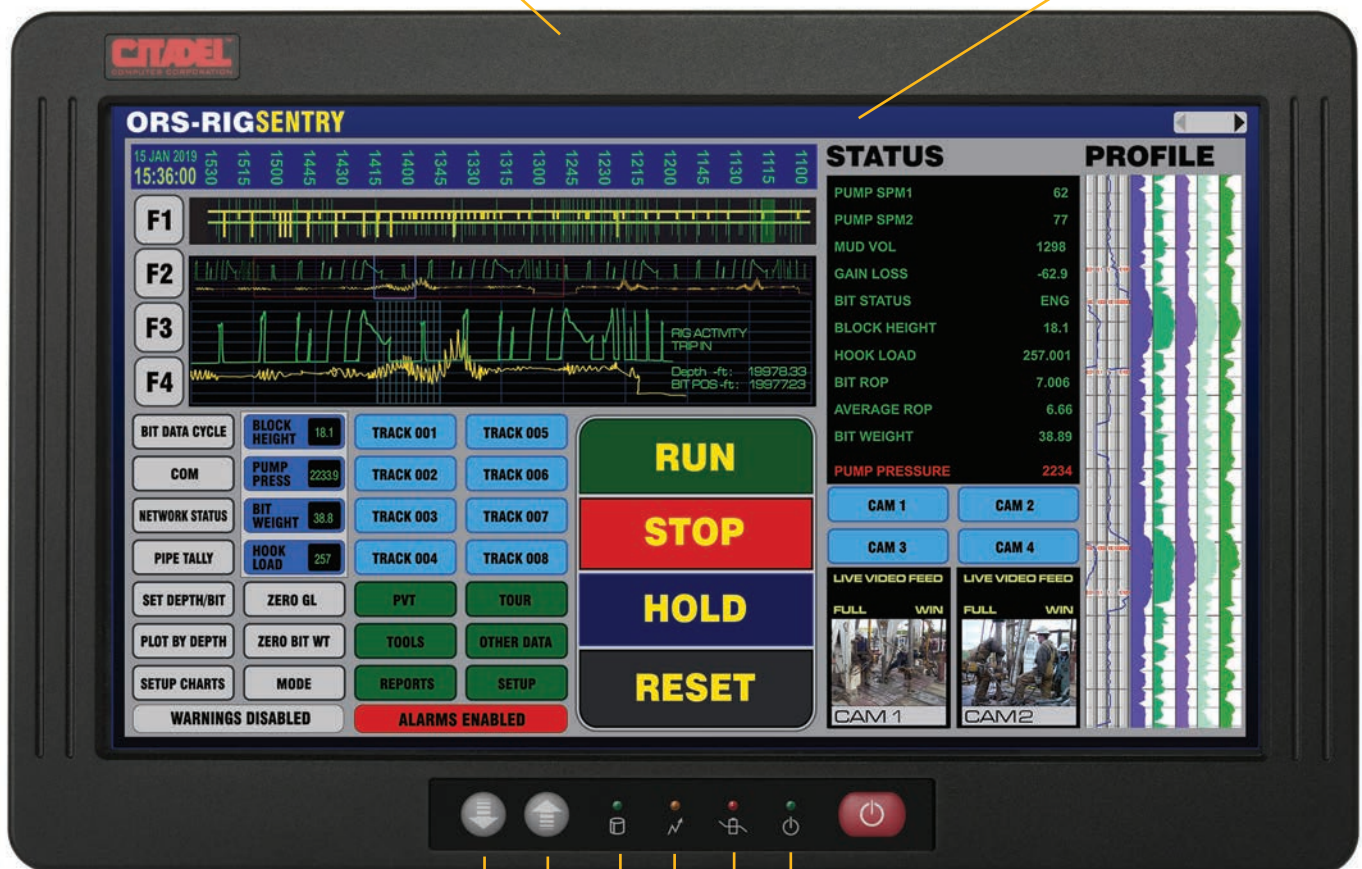 CITADEL
COMPUTER CORPORATION
ORS-RIGSENTRY
15 JAN 2019
15:36:00
1530 1515 1500 1445 1430 1415 1400 1345 1330 1315 1300 1245 1230 1215 1200 1145 1130 1115 1100
F1
F2
F3
F4
RIG ACTIVITY
TRIP IN
Depth -ft: 19978.33
BIT POS-ft: 19977.23
BIT DATA CYCLE
BLOCK HEIGHT 18.1
TRACK 001
TRACK 005
COM
PUMP PRESS 2233.9
TRACK 002
TRACK 006
NETWORK STATUS
BIT WEIGHT 38.8
TRACK 003
TRACK 007
PIPE TALLY
HOOK LOAD 257
TRACK 004
TRACK 008
SET DEPTH/BIT
ZERO GL
PVT
TOUR
PLOT BY DEPTH
ZERO BIT WT
TOOLS
OTHER DATA
SETUP CHARTS
MODE
REPORTS
SETUP
WARNINGS DISABLED
ALARMS ENABLED
RUN
STOP
HOLD
RESET
STATUS
PUMP SPM1 62
PUMP SPM2 77
MUD VOL 1298
GAIN LOSS -62.9
BIT STATUS ENG
BLOCK HEIGHT 18.1
HOOK LOAD 257.001
BIT ROP 7.006
AVERAGE ROP 6.66
BIT WEIGHT 38.89
PUMP PRESSURE 2234
CAM 1
CAM 2
CAM 3
CAM 4
LIVE VIDEO FEED
FULL WIN
CAM 1
LIVE VIDEO FEED
FULL WIN
CAM 2
PROFILE